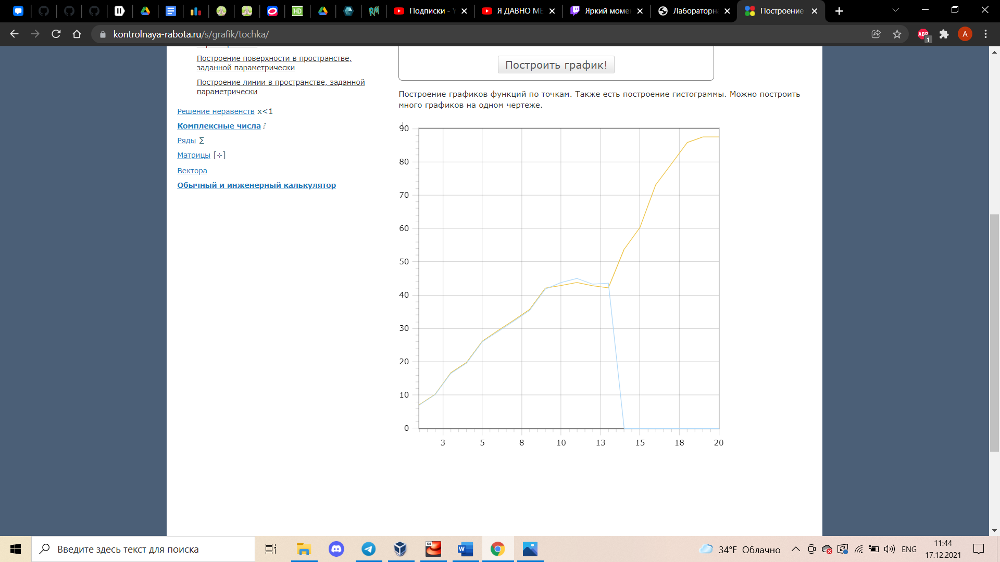 Подписки - Y
Я ДАВНО МЕ
Яркий момен
Лабораторна
Построение
kontrolnaya-rabota.ru/s/grafik/tochka/
ABP
1
A
Построение поверхности в пространстве,
заданной параметрически
Построение линии в пространстве, заданной
параметрически
Решение неравенств x<1
Комплексные числа i
Ряды Σ
Матрицы [⊹]
Вектора
Обычный и инженерный калькулятор
Построить график!
Построение графиков функций по точкам. Также есть построение гистограммы. Можно построить
много графиков на одном чертеже.
90
80
70
60
50
40
30
20
10
0
3 5 8 10 13 15 18 20
Введите здесь текст для поиска
64
34°F Облачно
ENG
11:44
17.12.2021